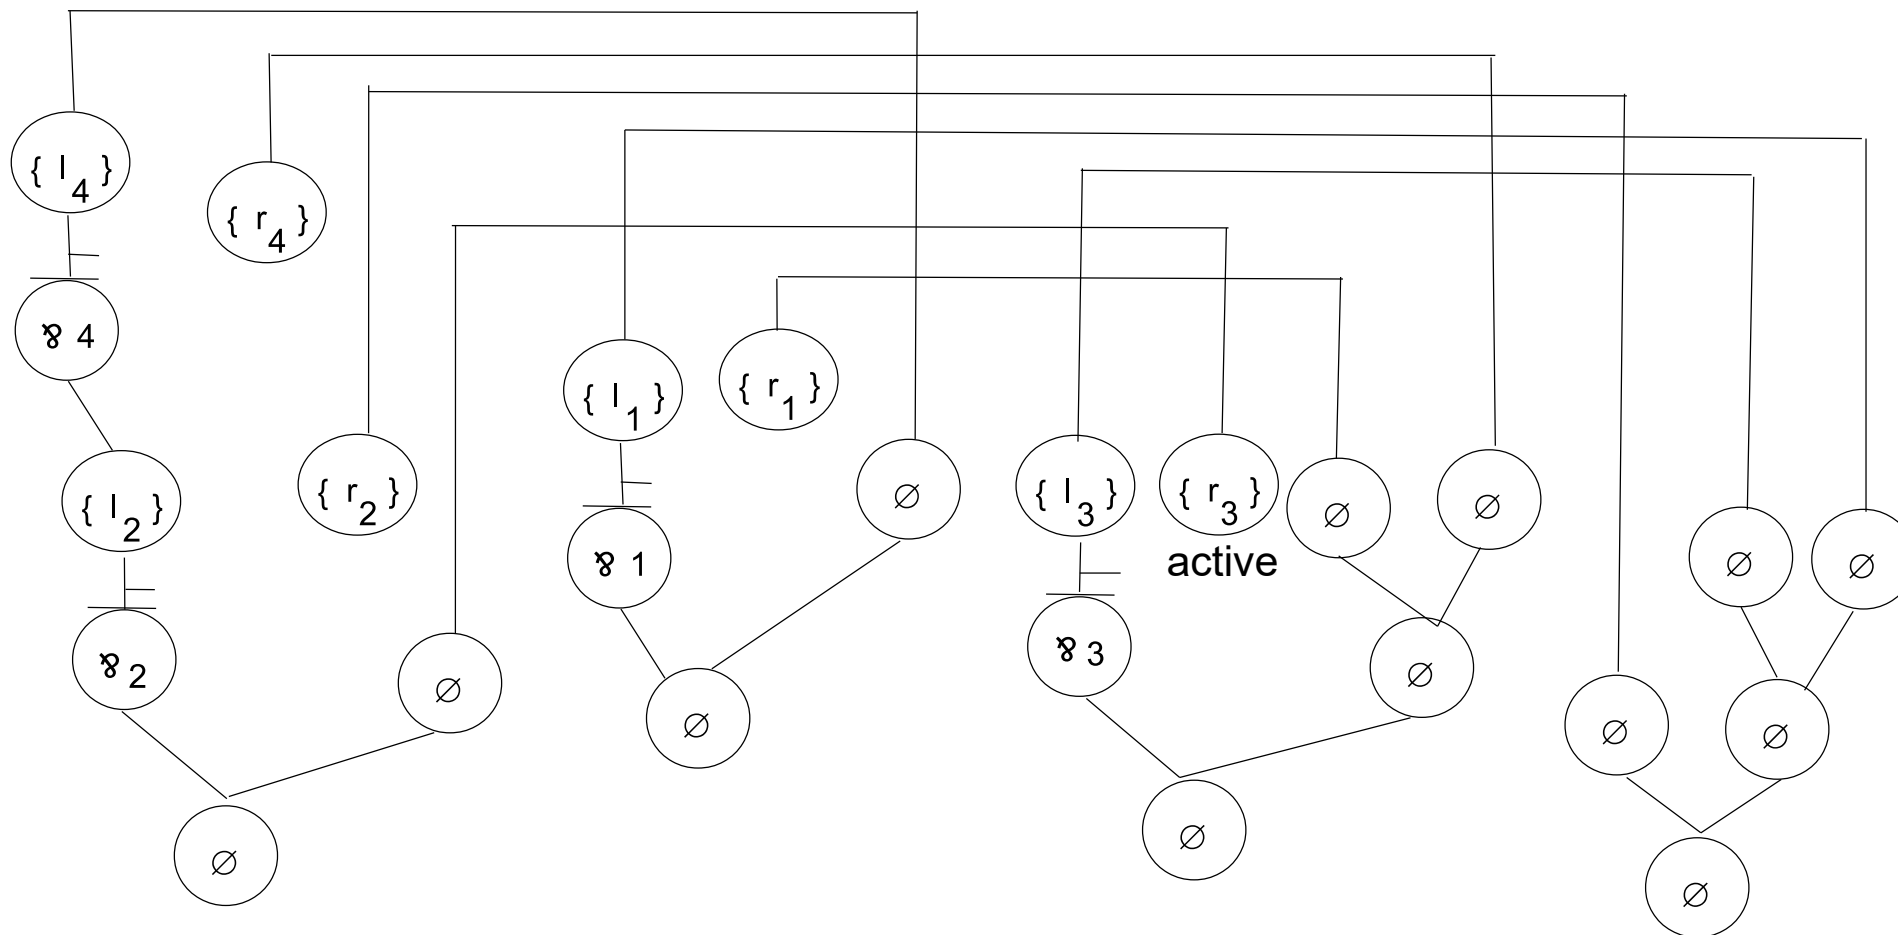 { l4 }
{ r4 }
⅋ 4
{ l1 }
{ r1 }
{ l2 }
{ r2 }
∅
{ l3 }
{ r3 }
∅
∅
active
⅋ 1
∅
∅
⅋ 3
⅋ 2
∅
∅
∅
∅
∅
∅
∅
∅